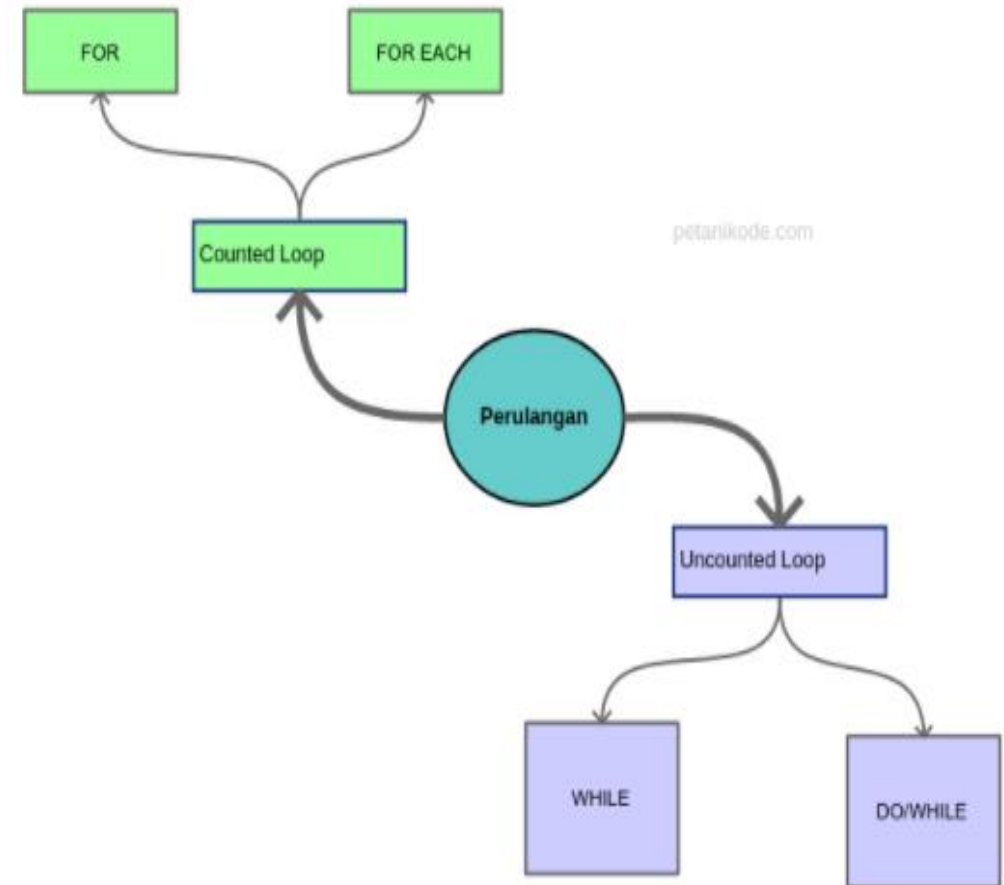 FOR
FOR EACH
Counted Loop
petanikode.com
Perulangan
Uncounted Loop
WHILE
DO/WHILE